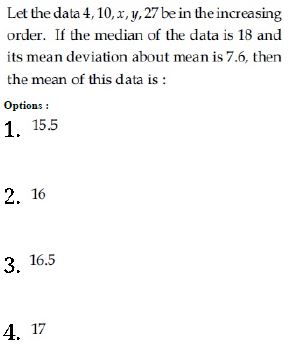 Let the data 4, 10, x, y, 27 be in the increasing
order. If the median of the data is 18 and
its mean deviation about mean is 7.6, then
the mean of this data is :
Options :
1. 15.5
2. 16
3. 16.5
4. 17